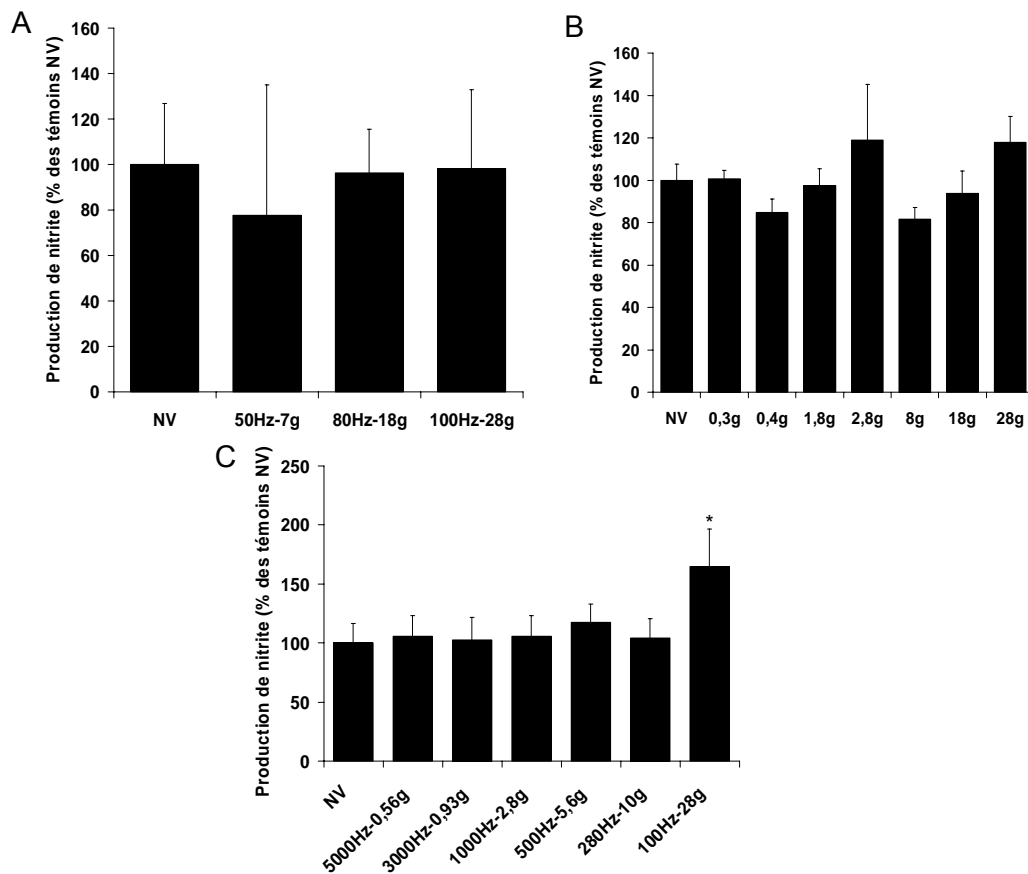 A
Production de nitrite (% des témoins NV)
160
140
120
100
80
60
40
20
0
NV 50Hz-7g 80Hz-18g 100Hz-28g
B
Production de nitrite (% des témoins NV)
160
140
120
100
80
60
40
20
0
NV 0,3g 0,4g 1,8g 2,8g 8g 18g 28g
C
Production de nitrite (% des témoins NV)
250
200
150
100
50
0
*
NV 5000Hz-0,56g 3000Hz-0,93g 1000Hz-2,8g 500Hz-5,6g 280Hz-10g 100Hz-28g